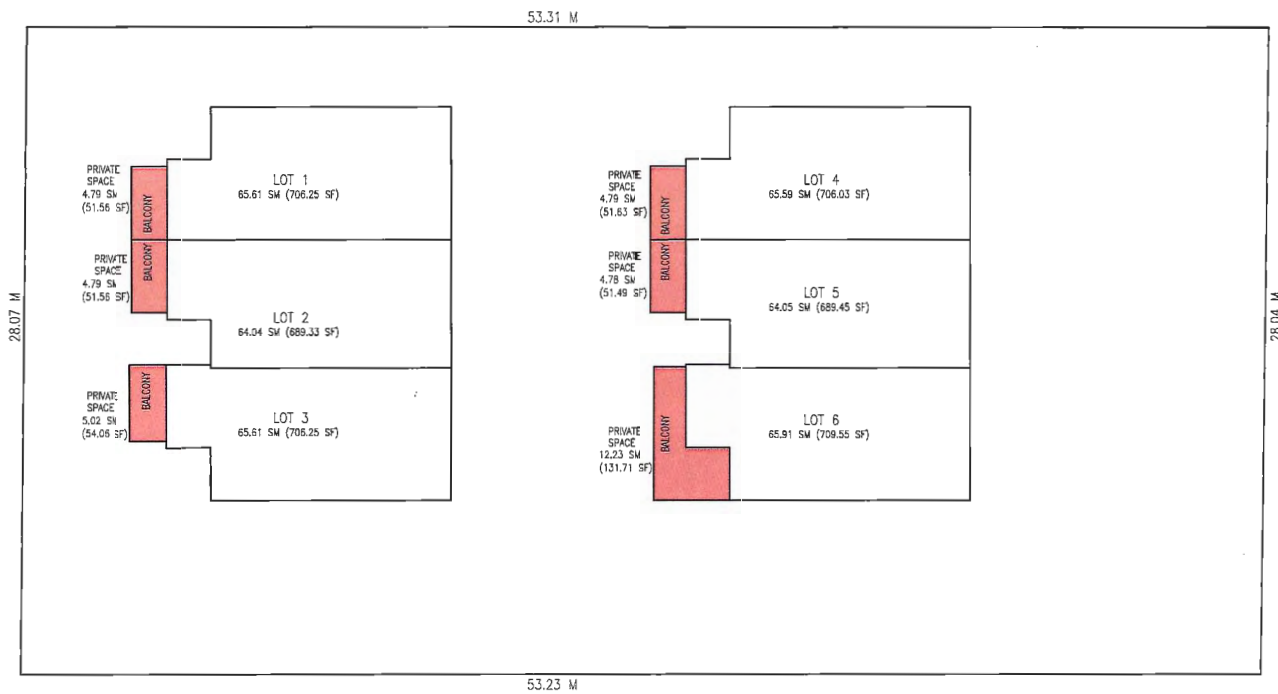 53.31 M
PRIVATE
SPACE
4.79 SM
(51.56 SF)
BALCONY
LOT 1
65.61 SM (706.25 SF)
PRIVATE
SPACE
4.79 SM
(51.56 SF)
BALCONY
LOT 2
64.04 SM (689.33 SF)
PRIVATE
SPACE
5.02 SM
(54.06 SF)
BALCONY
LOT 3
65.61 SM (706.25 SF)
PRIVATE
SPACE
4.79 SM
(51.63 SF)
BALCONY
LOT 4
65.59 SM (706.03 SF)
PRIVATE
SPACE
4.78 SM
(51.49 SF)
BALCONY
LOT 5
64.05 SM (689.45 SF)
PRIVATE
SPACE
12.23 SM
(131.71 SF)
BALCONY
LOT 6
65.91 SM (709.55 SF)
28.07 M
28.04 M
53.23 M